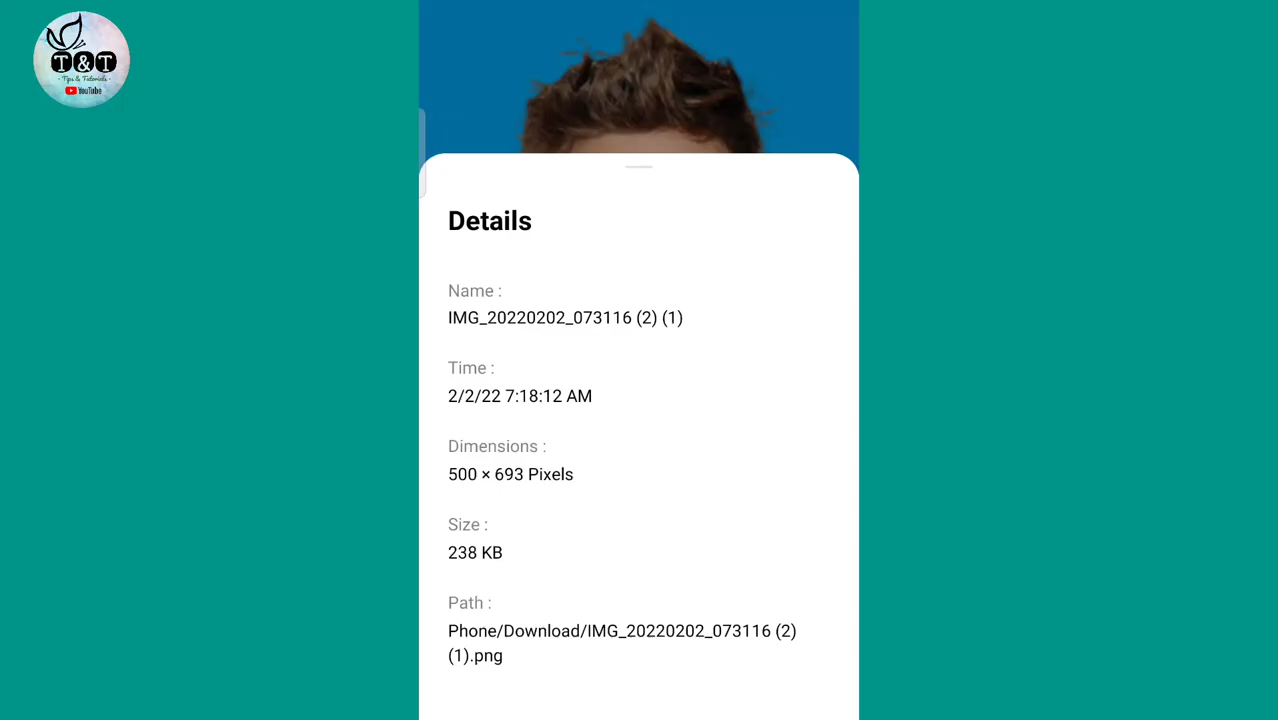 T&T
- Tips & Tutorials -
YouTube
Details
Name :
IMG_20220202_073116 (2) (1)
Time :
2/2/22 7:18:12 AM
Dimensions :
500 × 693 Pixels
Size :
238 KB
Path :
Phone/Download/IMG_20220202_073116 (2)
(1).png